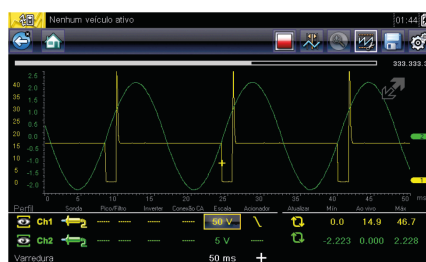 Nenhum veículo ativo 01:44
333.333.3
40 2.5
35 2.0
30 1.5
25 1.0
20 0.5
15 0.0
10 -0.5
5 -1.0
0 -1.5
-2.0
0 5 10 15 20 25 30 35 40 45 50 ms
Perfil Sonda Pico/Filtro Inverter Conexão CA Escala Acionador Atualizar Mín Ao vivo Máx
Ch1 50 V 0.0 14.9 46.7
Ch2 5 V -2.223 0.000 2.228
Varredura 50 ms +